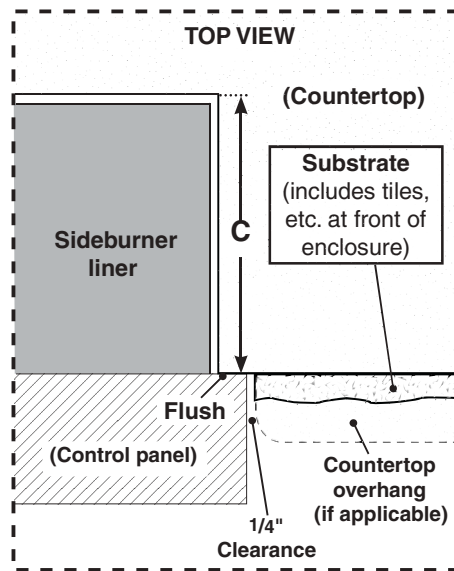 TOP VIEW
(Countertop)
Substrate
(includes tiles,
etc. at front of
enclosure)
Sideburner
liner
C
Flush
(Control panel)
Countertop
overhang
(if applicable)
1/4"
Clearance